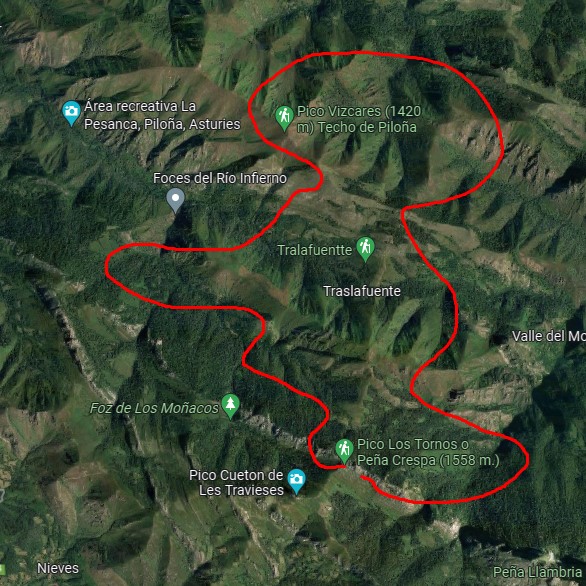 Área recreativa La
Pesanca, Piloña, Asturies
Pico Vizcares (1420
m) Techo de Piloña
Foces del Río Infierno
Tralafuentte
Traslafuente
Valle del Mo
Foz de Los Moñacos
Pico Los Tornos o
Peña Crespa (1558 m.)
Pico Cueton de
Les Travieses
Nieves
Peña Llambria